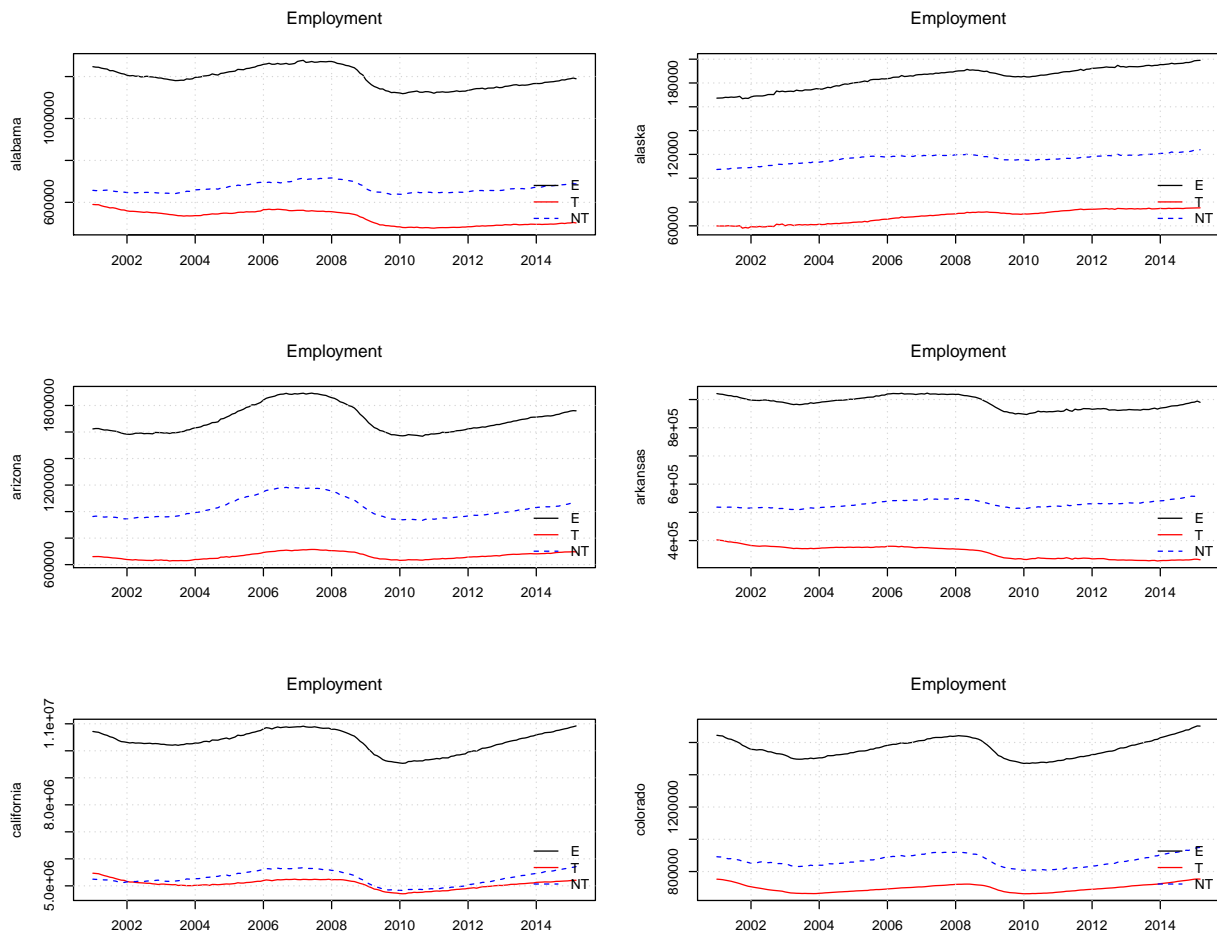 Employment
alabama
600000
1000000
E
T
NT
2002
2004
2006
2008
2010
2012
2014
Employment
alaska
60000
120000
180000
E
T
NT
2002
2004
2006
2008
2010
2012
2014
Employment
arizona
600000
1200000
1800000
E
T
NT
2002
2004
2006
2008
2010
2012
2014
Employment
arkansas
4e+05
6e+05
8e+05
E
T
NT
2002
2004
2006
2008
2010
2012
2014
Employment
california
5.0e+06
8.0e+06
1.1e+07
E
T
NT
2002
2004
2006
2008
2010
2012
2014
Employment
colorado
800000
1200000
E
T
NT
2002
2004
2006
2008
2010
2012
2014